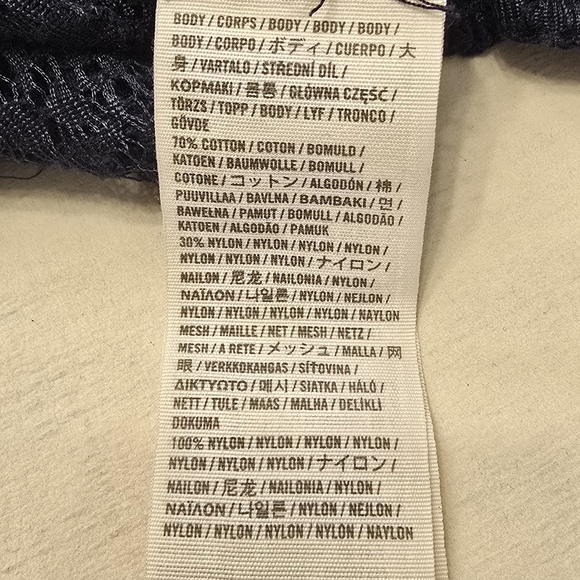 BODY / CORPS / BODY / BODY / BODY /
BODY / CORPO / ボディ / CUERPO / 大
身 / VARTALO / STŘEDNÍ DÍL /
ΚΟΡΜΑΚΙ / 몸통 / GŁÓWNA CZĘŚĆ /
TÖRZS / TOPP / BODY / LYF / TRONCO /
GÖVDE
70% COTTON / COTON / BOMULD /
KATOEN / BAUMWOLLE / BOMULL /
COTONE / コットン / ALGODÓN / 棉 /
PUUVILLAA / BAVLNA / ΒΑΜΒΑΚΙ / 면 /
BAWEŁNA / PAMUT / BOMULL / ALGODÃO /
KATOEN / ALGODÃO / PAMUK
30% NYLON / NYLON / NYLON / NYLON /
NYLON / NYLON / NYLON / ナイロン /
NAILON / 尼龙 / NAILONIA / NYLON /
ΝΑΪΛΟΝ / 나일론 / NYLON / NEJLON /
NYLON / NYLON / NYLON / NYLON / NAYLON
MESH / MAILLE / NET / MESH / NETZ /
MESH / A RETE / メッシュ / MALLA / 网
眼 / VERKKOKANGAS / SÍŤOVINA /
ΔΙΚΤΥΩΤΟ / 메시 / SIATKA / HÁLÓ /
NETT / TULE / MAAS / MALHA / DELİKLİ
DOKUMA
100% NYLON / NYLON / NYLON / NYLON /
NYLON / NYLON / NYLON / ナイロン /
NAILON / 尼龙 / NAILONIA / NYLON /
ΝΑΪΛΟΝ / 나일론 / NYLON / NEJLON /
NYLON / NYLON / NYLON / NYLON / NAYLON